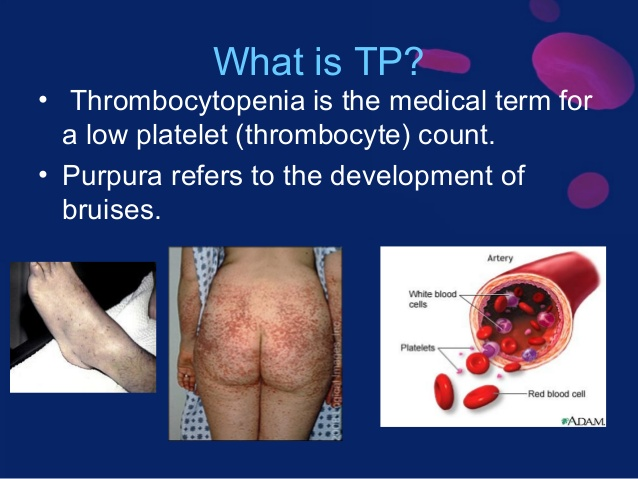 What is TP?
• Thrombocytopenia is the medical term for
a low platelet (thrombocyte) count.
• Purpura refers to the development of
bruises.
Artery
White blood
cells
Platelets
Red blood cell
ADAM.